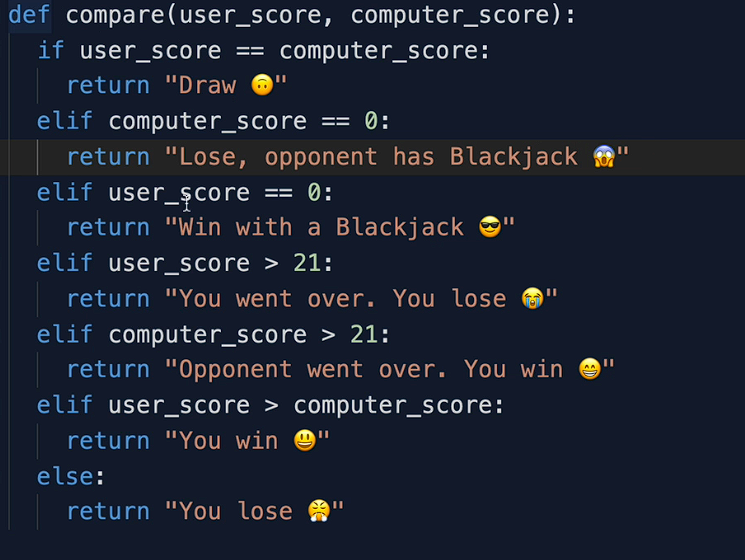 def compare(user_score, computer_score):
  if user_score == computer_score:
    return "Draw 🙃"
  elif computer_score == 0:
    return "Lose, opponent has Blackjack 😱"
  elif user_score == 0:
    return "Win with a Blackjack 😎"
  elif user_score > 21:
    return "You went over. You lose 😭"
  elif computer_score > 21:
    return "Opponent went over. You win 😁"
  elif user_score > computer_score:
    return "You win 😃"
  else:
    return "You lose 😤"